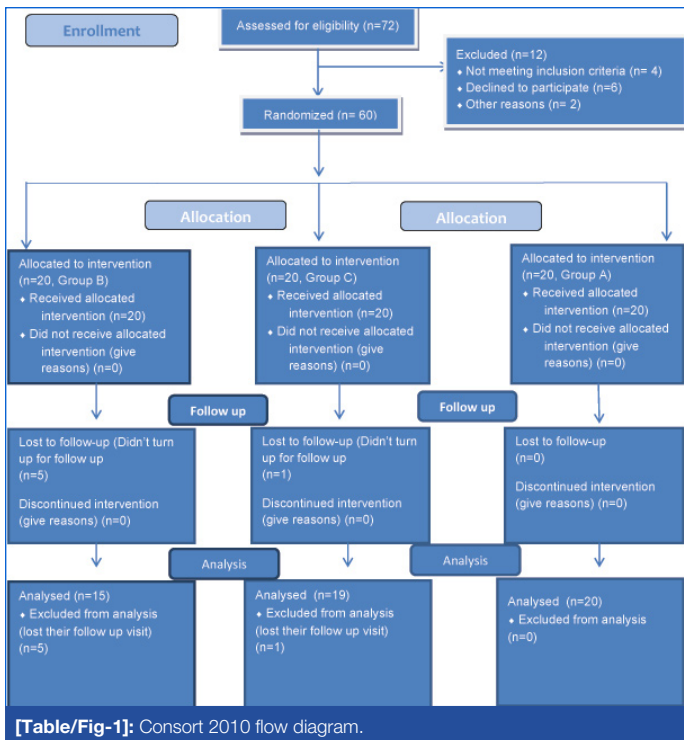 Enrollment
Assessed for eligibility (n=72)
Excluded (n=12)
⬥ Not meeting inclusion criteria (n= 4)
⬥ Declined to participate (n=6)
⬥ Other reasons (n= 2)
Randomized (n= 60)
Allocation
Allocation
Allocated to intervention
(n=20, Group B)
⬥ Received allocated
intervention (n=20)
⬥ Did not receive allocated
intervention (give
reasons) (n=0)
Allocated to intervention
(n=20, Group C)
⬥ Received allocated
intervention (n=20)
⬥ Did not receive allocated
intervention (give
reasons) (n=0)
Allocated to intervention
(n=20, Group A)
⬥ Received allocated
intervention (n=20)
⬥ Did not receive allocated
intervention (give
reasons) (n=0)
Follow up
Follow up
Lost to follow-up (Didn't turn
up for follow up
(n=5)
Discontinued intervention
(give reasons) (n=0)
Lost to follow-up (Didn't turn
up for follow up
(n=1)
Discontinued intervention
(give reasons) (n=0)
Lost to follow-up
(n=0)
Discontinued intervention
(give reasons) (n=0)
Analysis
Analysis
Analysed (n=15)
⬥ Excluded from analysis
(lost their follow up visit)
(n=5)
Analysed (n=19)
⬥ Excluded from analysis
(lost their follow up visit)
(n=1)
Analysed (n=20)
⬥ Excluded from analysis
(n=0)
[Table/Fig-1]: Consort 2010 flow diagram.